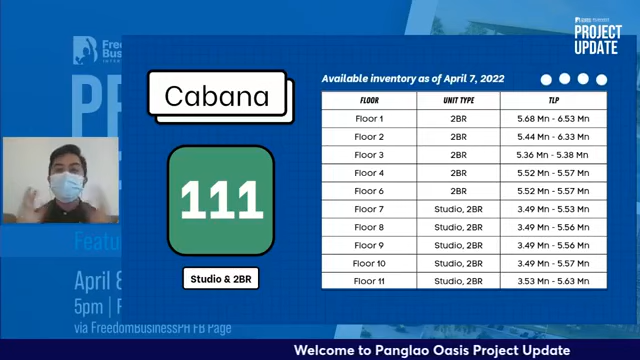 PROJECT
UPDATE
Cabana
111
Studio & 2BR
Available inventory as of April 7, 2022
FLOOR UNIT TYPE TLP
Floor 1 2BR 5.68 Mn - 6.53 Mn
Floor 2 2BR 5.44 Mn - 6.33 Mn
Floor 3 2BR 5.36 Mn - 5.38 Mn
Floor 4 2BR 5.52 Mn - 5.57 Mn
Floor 6 2BR 5.52 Mn - 5.57 Mn
Floor 7 Studio, 2BR 3.49 Mn - 5.53 Mn
Floor 8 Studio, 2BR 3.49 Mn - 5.56 Mn
Floor 9 Studio, 2BR 3.49 Mn - 5.56 Mn
Floor 10 Studio, 2BR 3.49 Mn - 5.57 Mn
Floor 11 Studio, 2BR 3.53 Mn - 5.63 Mn
Free
Bus
INTER
PR
Featu
April 8
5pm | F
via FreedomBusinessPH FB Page
Welcome to Panglao Oasis Project Update